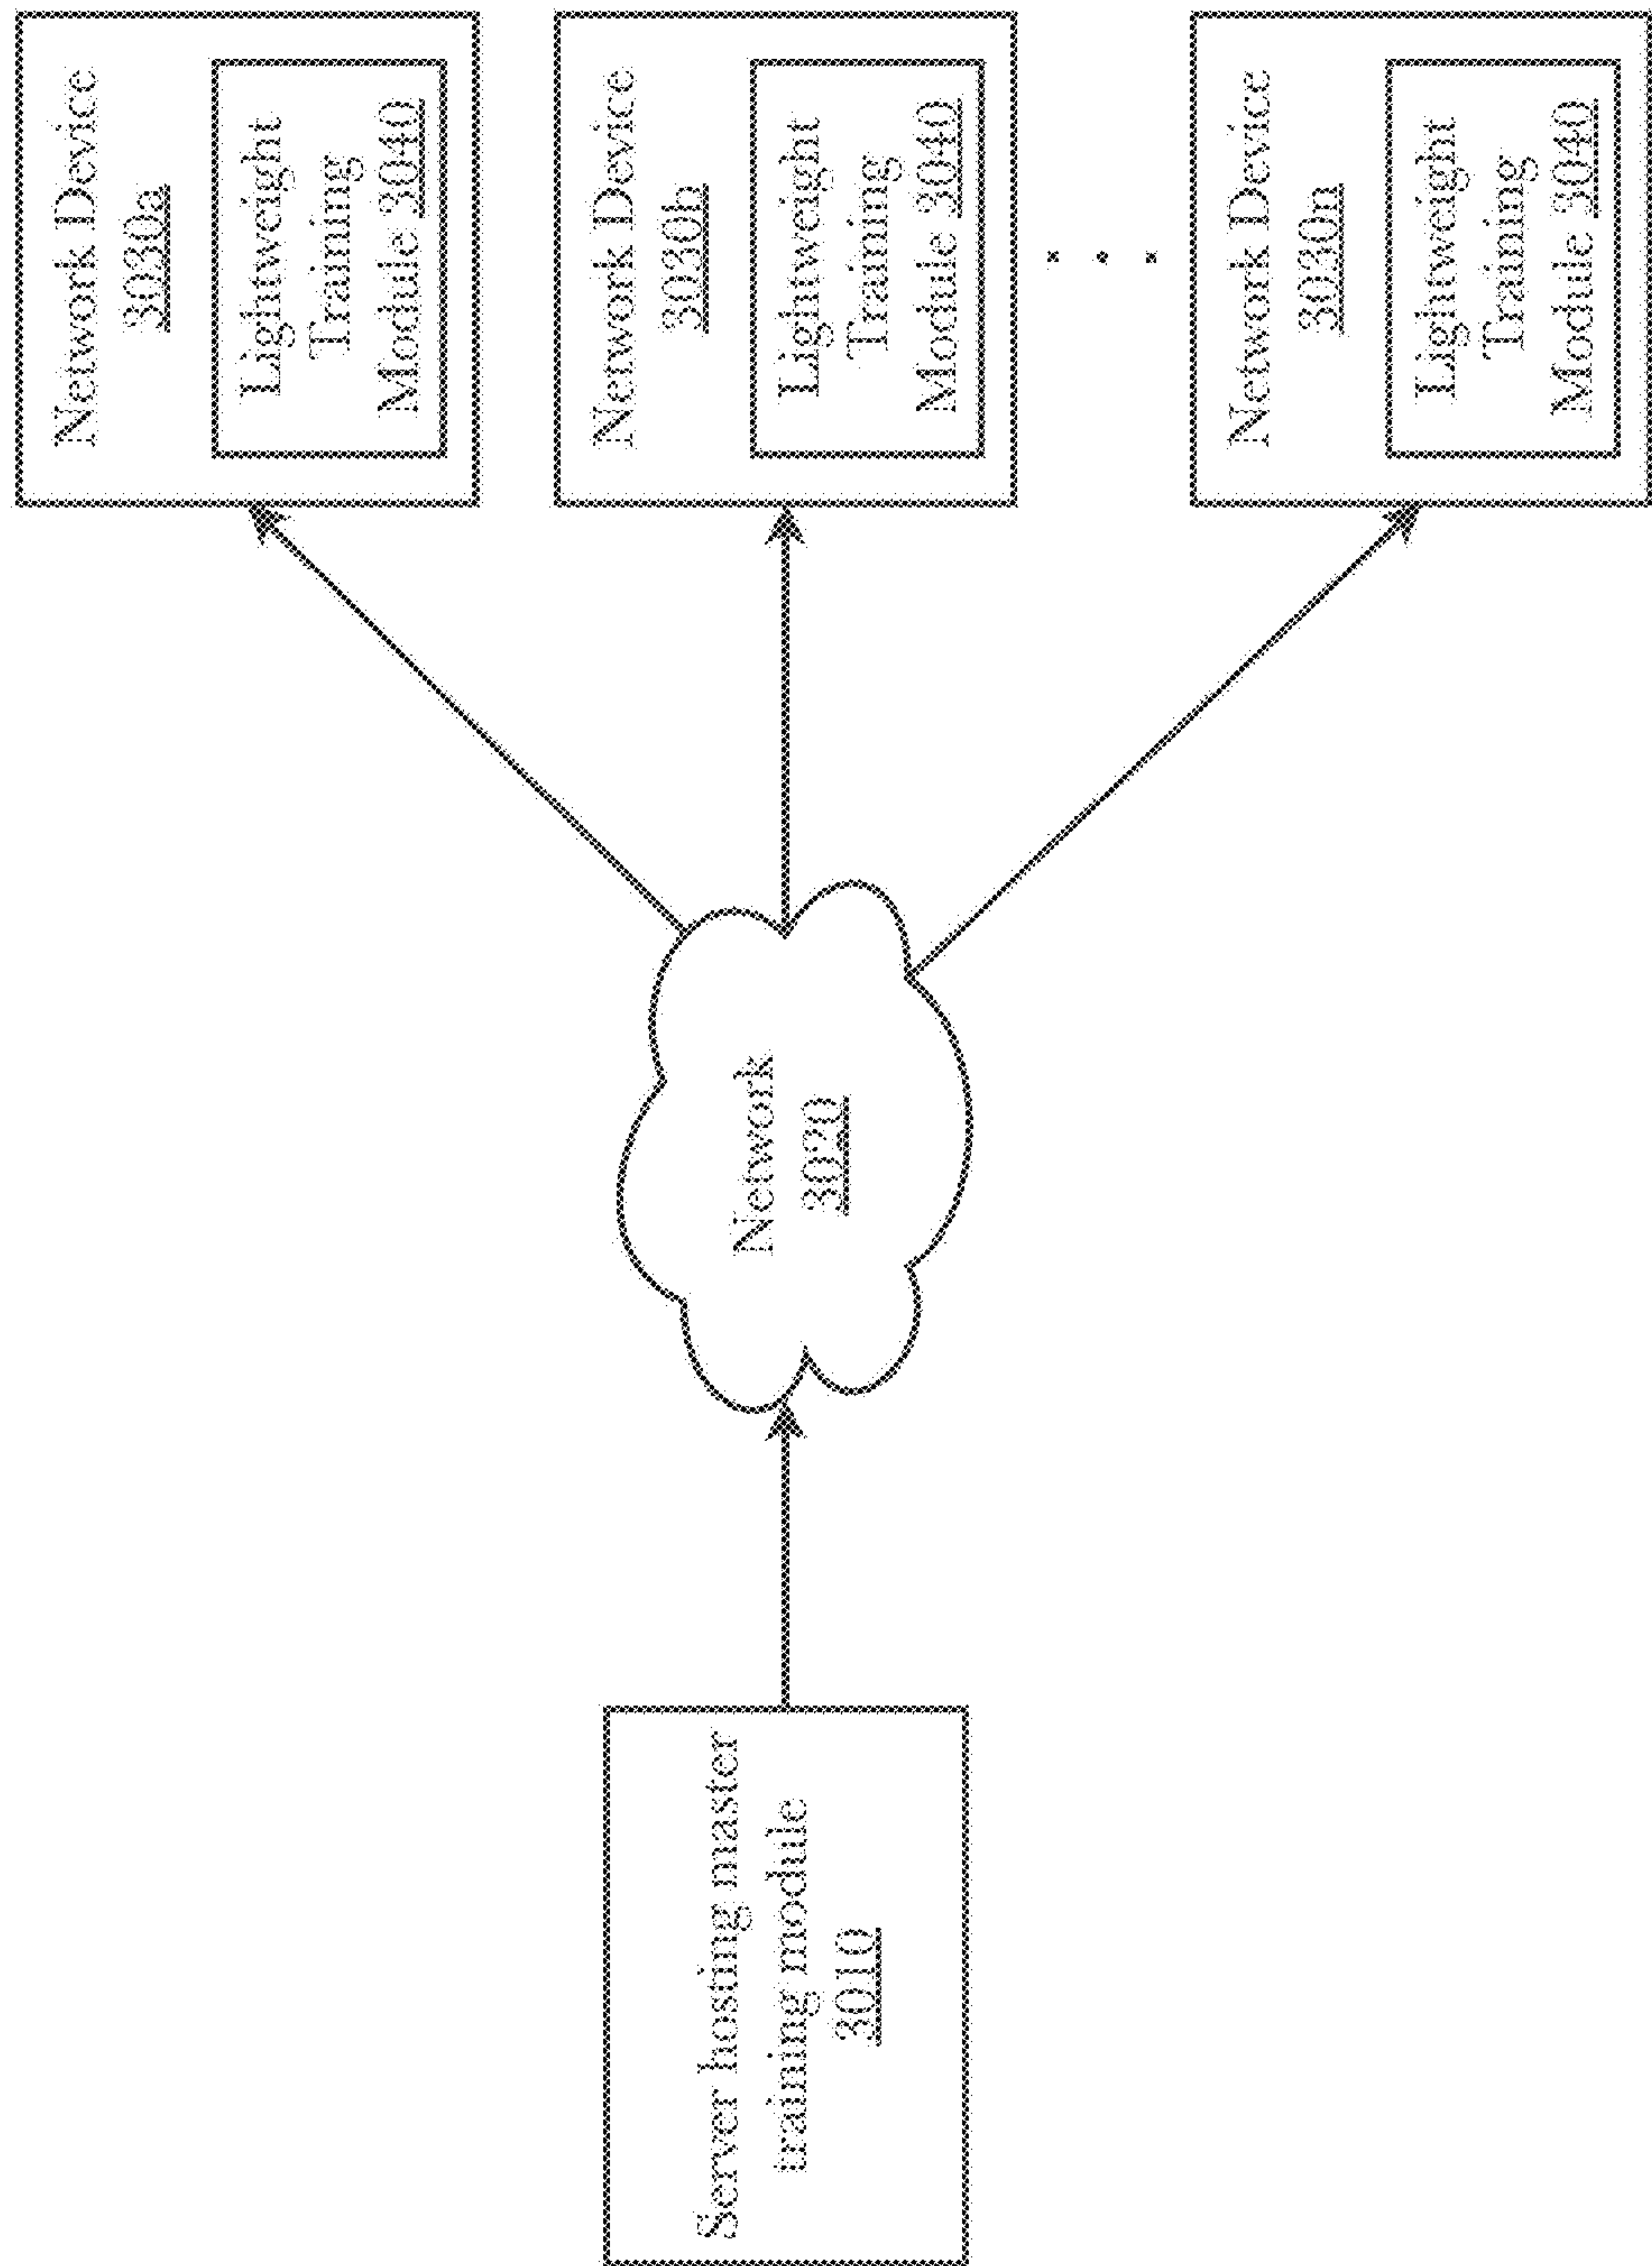 Server hosting master
training module
3010
Network
3020
Network Device
3030a
Lightweight
Training
Module 3040
Network Device
3030b
Lightweight
Training
Module 3040
Network Device
3030n
Lightweight
Training
Module 3040